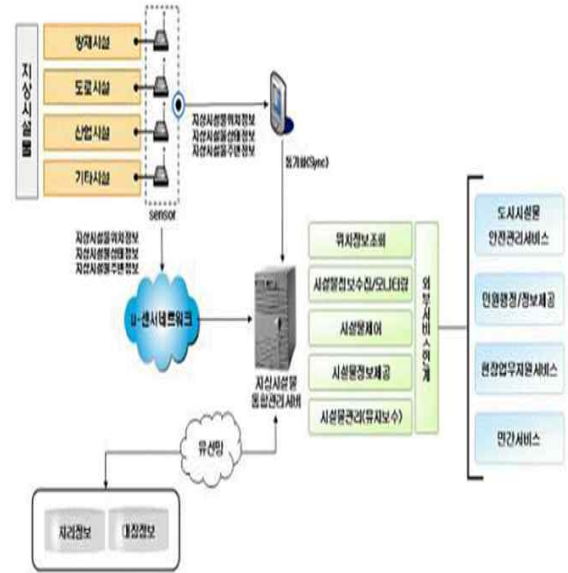 지상시설물
방재시설
도로시설
산업시설
기타시설
sensor
지상시설물위치정보
지상시설물상태정보
지상시설물주변정보
동기화(Sync)
지상시설물위치정보
지상시설물상태정보
지상시설물주변정보
u-센서네트워크
지상시설물
통합관리서버
유선망
지리정보
대장정보
위치정보조회
시설물정보수집/모니터링
시설물제어
시설물정보제공
시설물관리(유지보수)
외부서비스연계
도시시설물
안전관리서비스
민원행정/정보제공
현장업무지원서비스
민간서비스